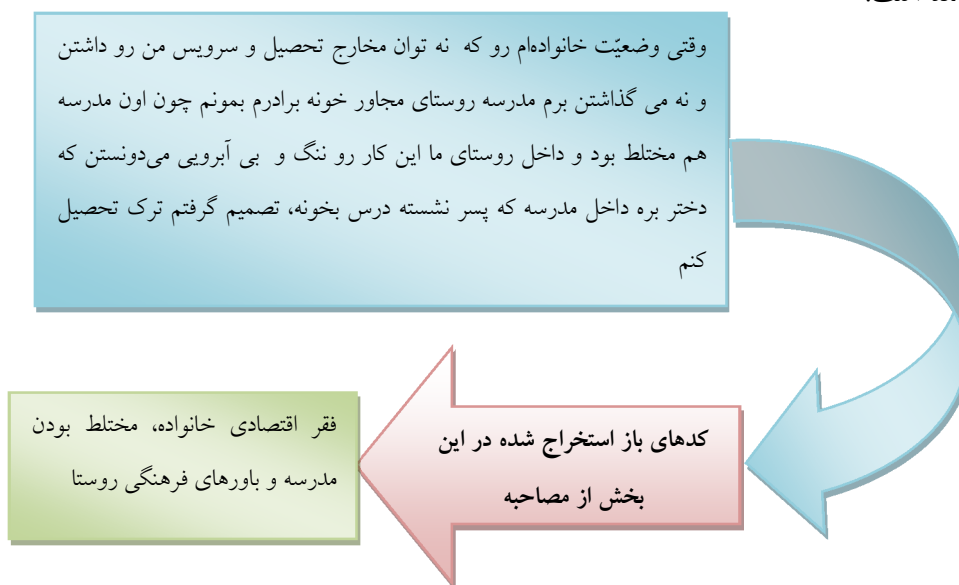 وقتی وضعیّت خانواده‌ام رو که نه توان مخارج تحصیل و سرویس من رو داشتن
و نه می گذاشتن برم مدرسه روستای مجاور خونه برادرم بمونم چون اون مدرسه
هم مختلط بود و داخل روستای ما این کار رو ننگ و بی آبرویی می‌دونستن که
دختر بره داخل مدرسه که پسر نشسته درس بخونه، تصمیم گرفتم ترک تحصیل
کنم
کدهای باز استخراج شده در این
بخش از مصاحبه
فقر اقتصادی خانواده، مختلط بودن
مدرسه و باورهای فرهنگی روستا